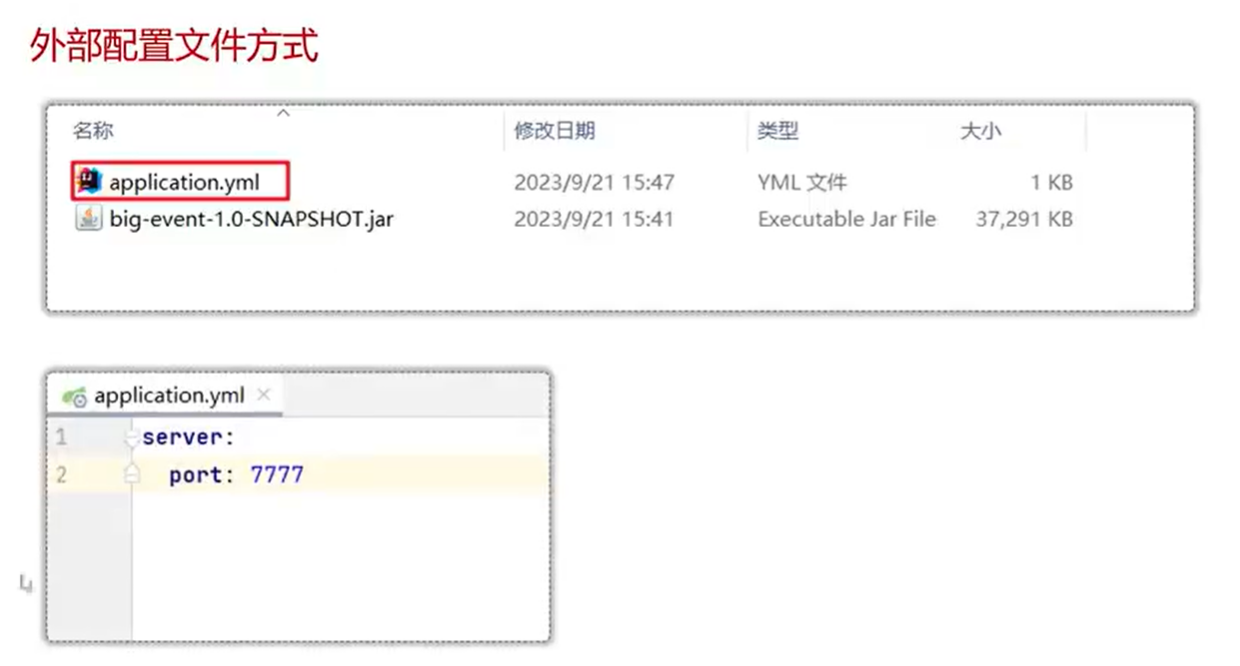 外部配置文件方式
名称 修改日期 类型 大小
application.yml 2023/9/21 15:47 YML 文件 1 KB
big-event-1.0-SNAPSHOT.jar 2023/9/21 15:41 Executable Jar File 37,291 KB
application.yml
1 server:
2 port: 7777